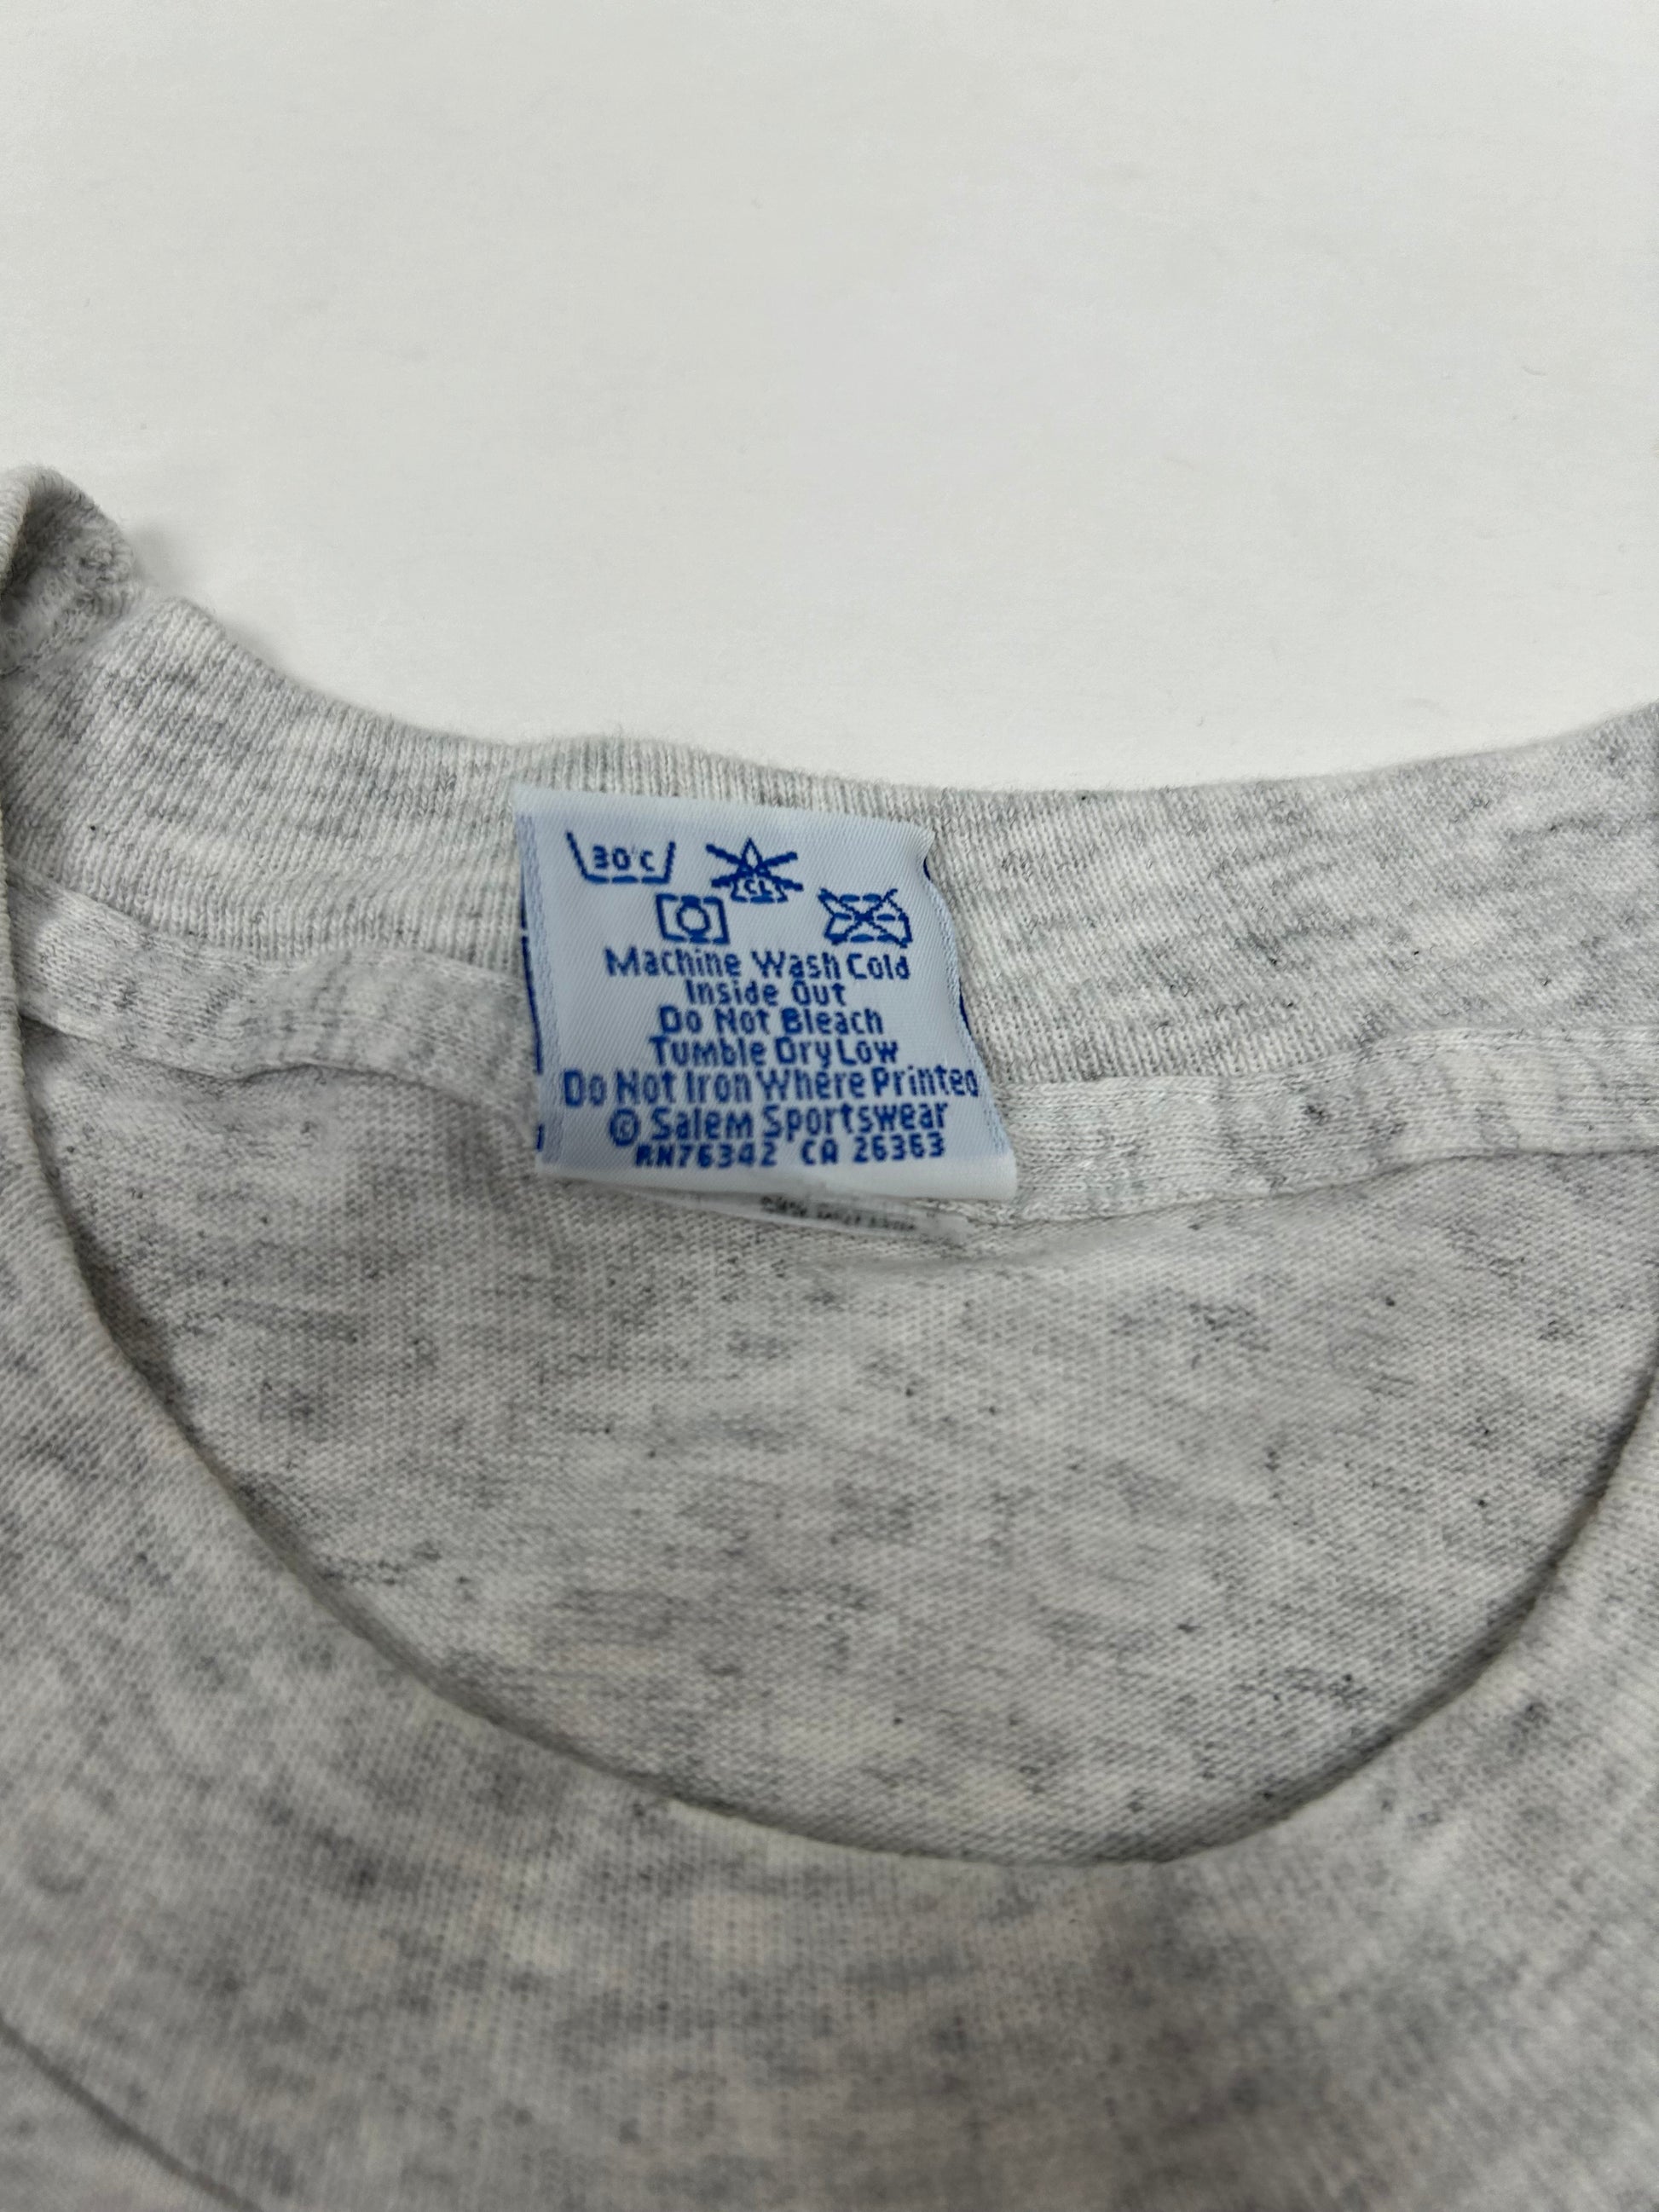 30°C
CL
Machine Wash Cold
Inside Out
Do Not Bleach
Tumble Dry Low
Do Not Iron Where Printed
© Salem Sportswear
RN76342 CA 26363